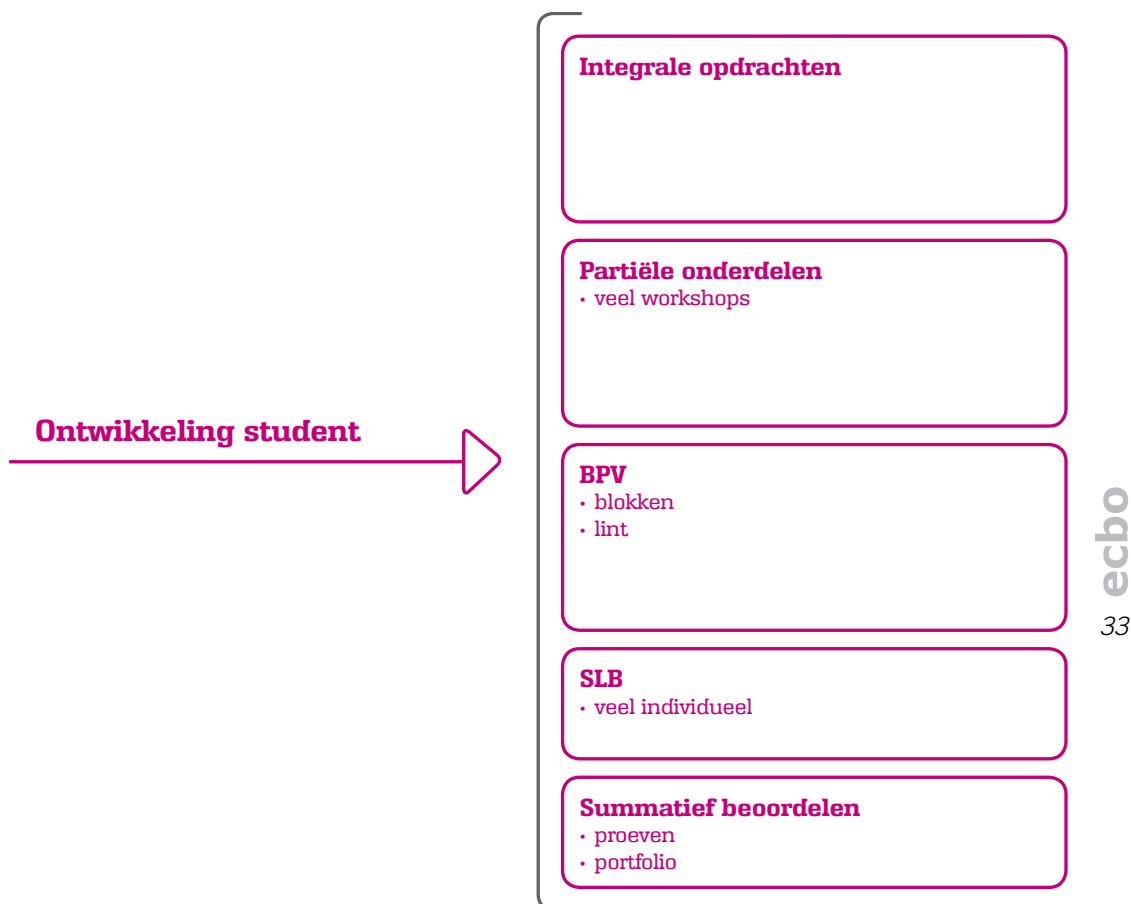 Integrale opdrachten
Partiële onderdelen
• veel workshops
Ontwikkeling student
BPV
• blokken
• lint
SLB
• veel individueel
Summatief beoordelen
• proeven
• portfolio
ecbo
33